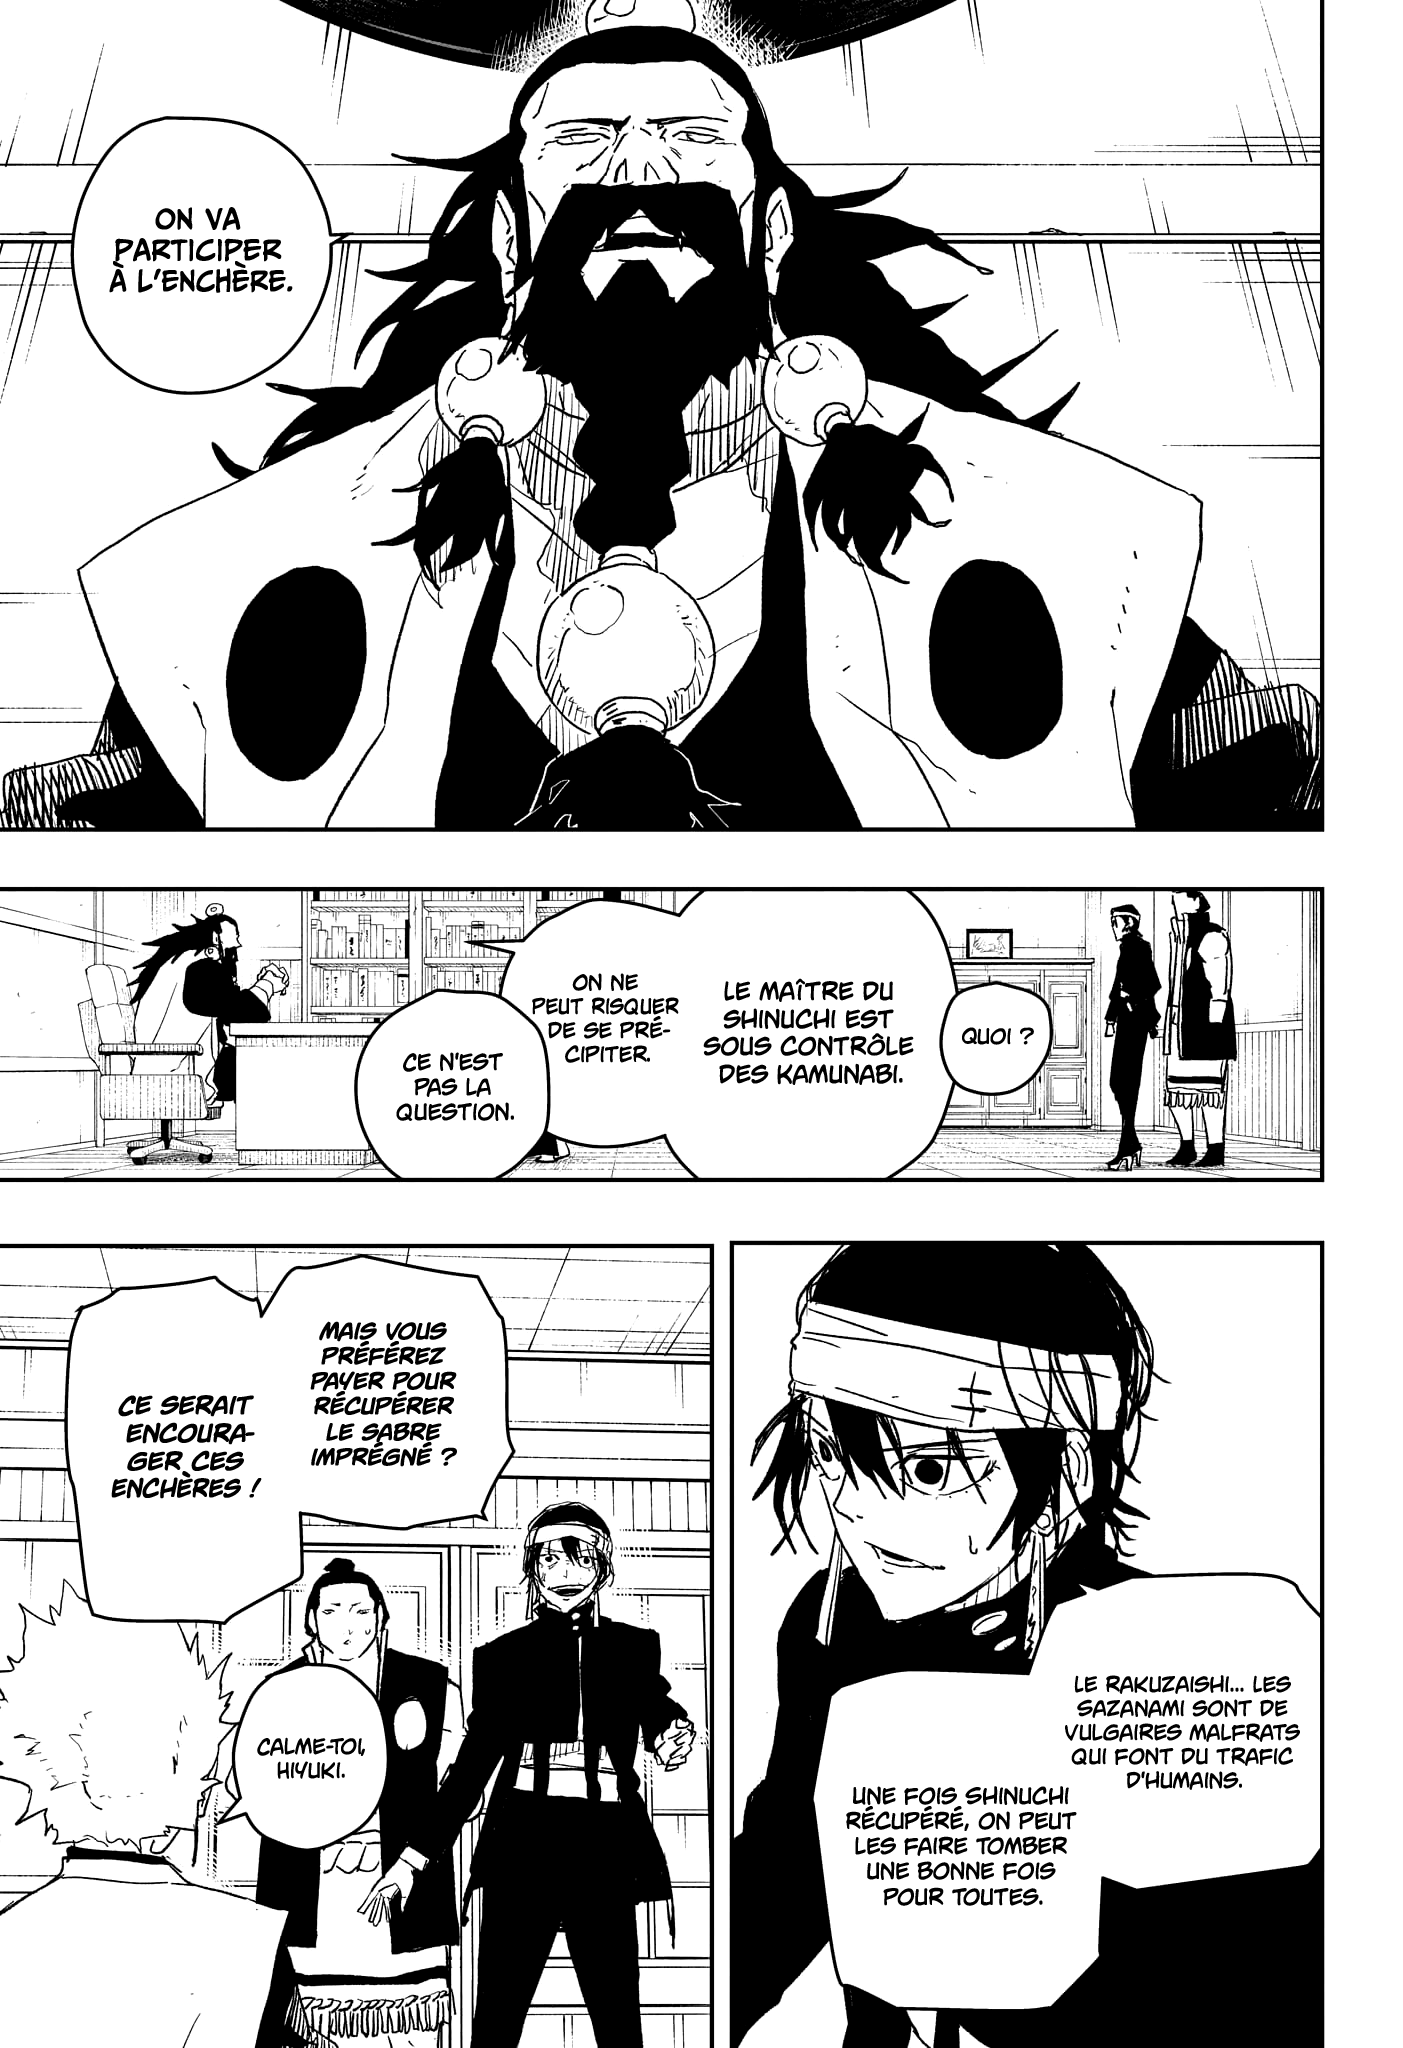 ON VA
PARTICIPER
À L'ENCHÈRE.
QUOI ?
LE MAÎTRE DU
SHINUCHI EST
SOUS CONTRÔLE
DES KAMUNABI.
ON NE
PEUT RISQUER
DE SE PRÉ-
CIPITER.
CE N'EST
PAS LA
QUESTION.
LE RAKUZAISHI... LES
SAZANAMI SONT DE
VULGAIRES MALFRATS
QUI FONT DU TRAFIC
D'HUMAINS.
UNE FOIS SHINUCHI
RÉCUPÉRÉ, ON PEUT
LES FAIRE TOMBER
UNE BONNE FOIS
POUR TOUTES.
MAIS VOUS
PRÉFÉREZ
PAYER POUR
RÉCUPÉRER
LE SABRE
IMPRÉGNÉ ?
CE SERAIT
ENCOURA-
GER CES
ENCHÈRES !
CALME-TOI,
HIYUKI.